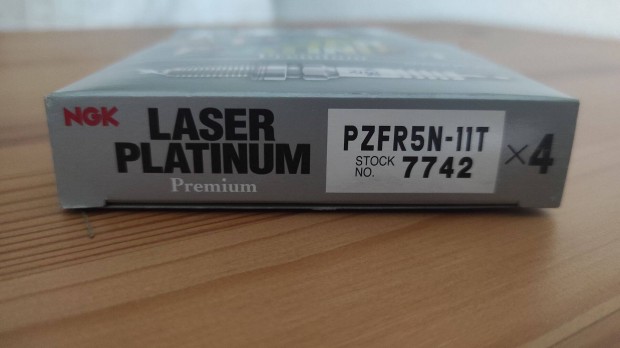 NGK
LASER
PLATINUM
Premium
PZFR5N-11T
STOCK
NO. 7742
×4